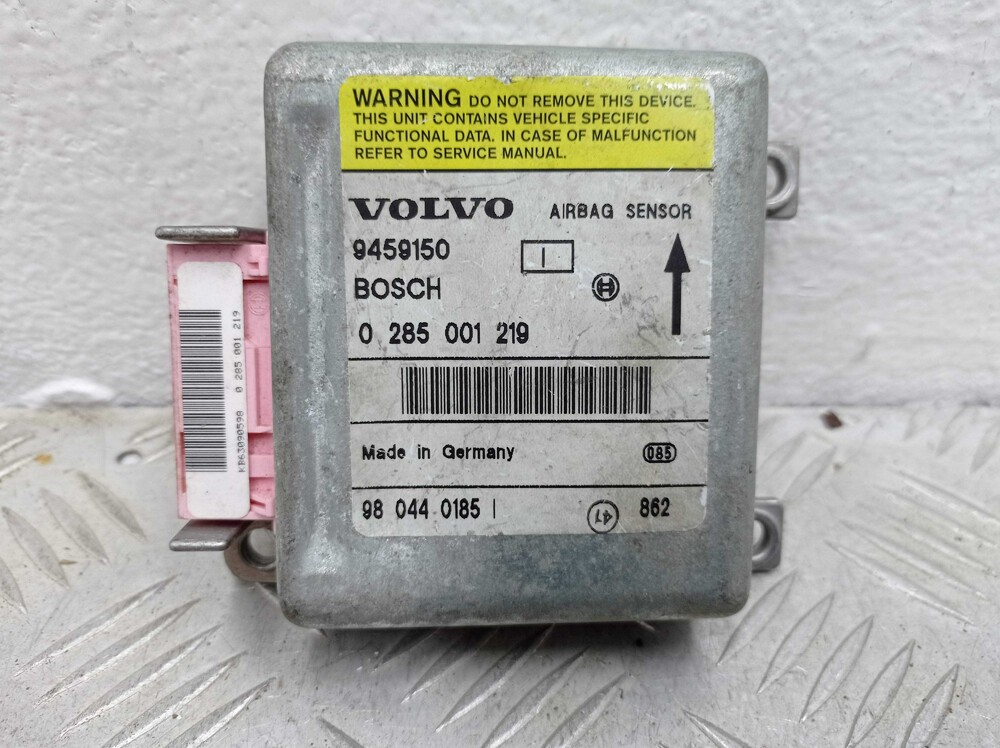 WARNING DO NOT REMOVE THIS DEVICE.
THIS UNIT CONTAINS VEHICLE SPECIFIC
FUNCTIONAL DATA. IN CASE OF MALFUNCTION
REFER TO SERVICE MANUAL.
VOLVO AIRBAG SENSOR
9459150 I
BOSCH
0 285 001 219
Made in Germany 085
98 044 0185 I 41 862
KB63090598 0 285 001 219